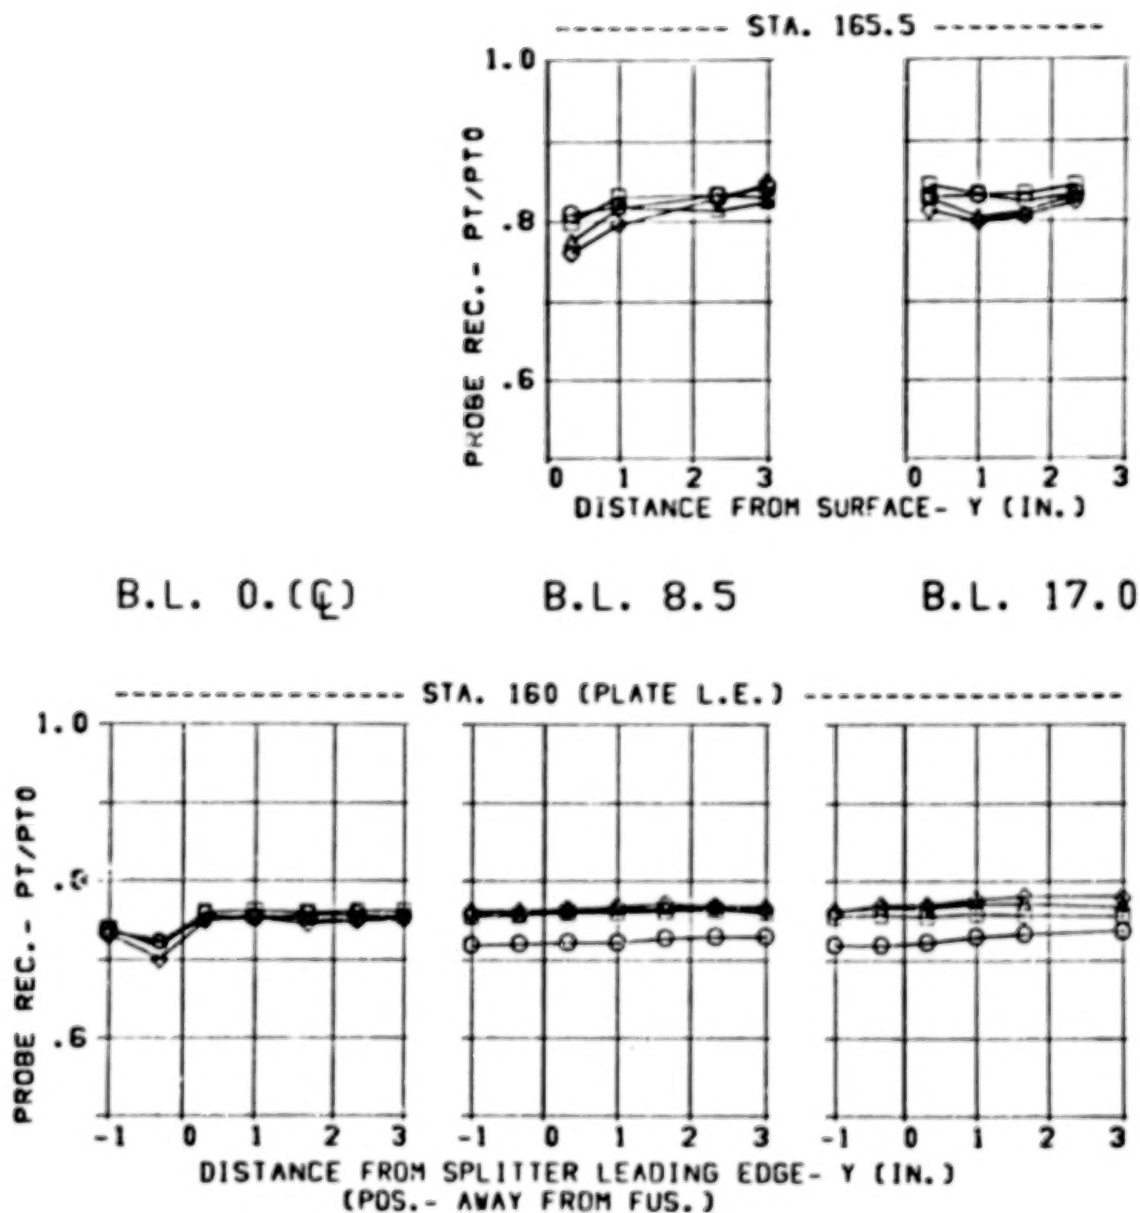 STA. 165.5
1.0
.8
.6
PROBE REC.- PT/PT0
0 1 2 3
0 1 2 3
DISTANCE FROM SURFACE- Y (IN.)
B.L. 0.(℄)
B.L. 8.5
B.L. 17.0
STA. 160 (PLATE L.E.)
1.0
.8
.6
PROBE REC.- PT/PT0
-1 0 1 2 3
-1 0 1 2 3
-1 0 1 2 3
DISTANCE FROM SPLITTER LEADING EDGE- Y (IN.)
(POS.- AWAY FROM FUS.)